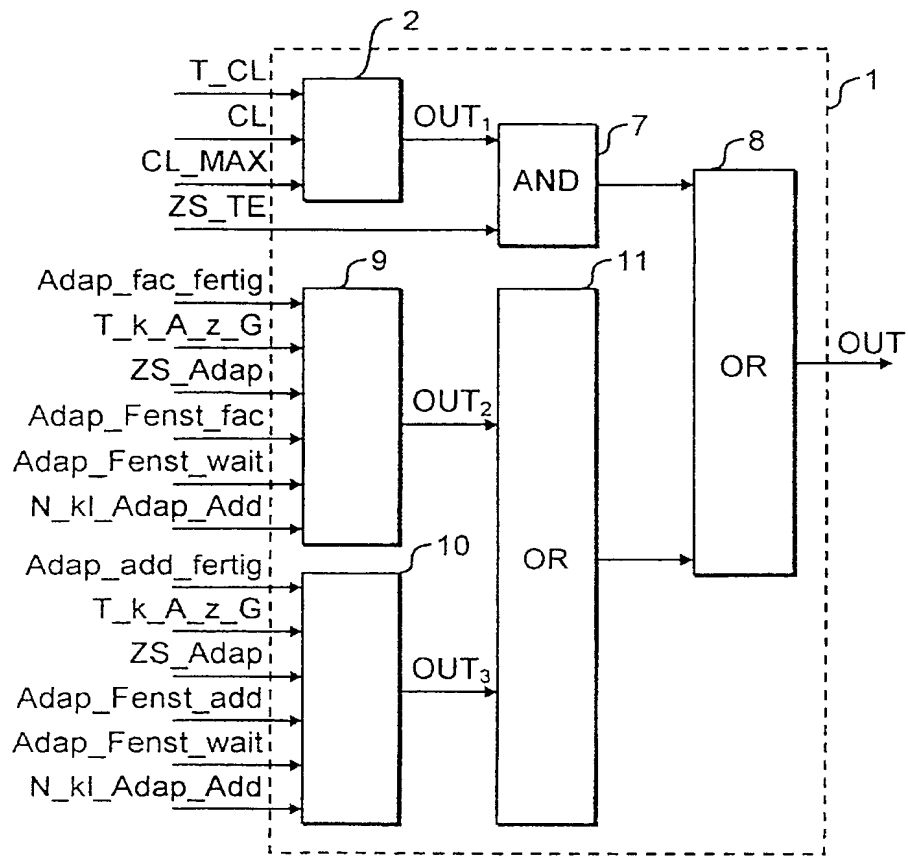 2
T_CL
1
CL
OUT₁
7
8
CL_MAX
AND
ZS_TE
9
11
Adap_fac_fertig
T_k_A_z_G
OUT
ZS_Adap
OR
OUT₂
Adap_Fenst_fac
Adap_Fenst_wait
N_kl_Adap_Add
10
OR
Adap_add_fertig
T_k_A_z_G
ZS_Adap
OUT₃
Adap_Fenst_add
Adap_Fenst_wait
N_kl_Adap_Add